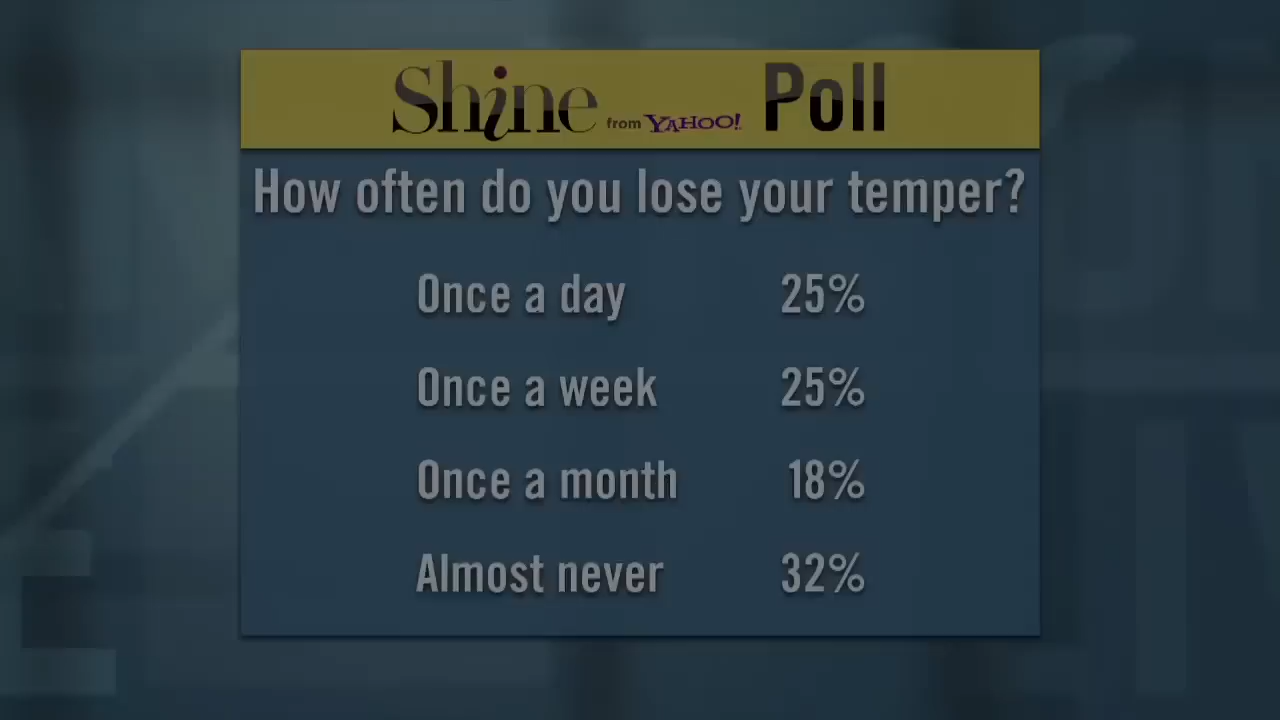 Shine from YAHOO! Poll
How often do you lose your temper?
Once a day 25%
Once a week 25%
Once a month 18%
Almost never 32%